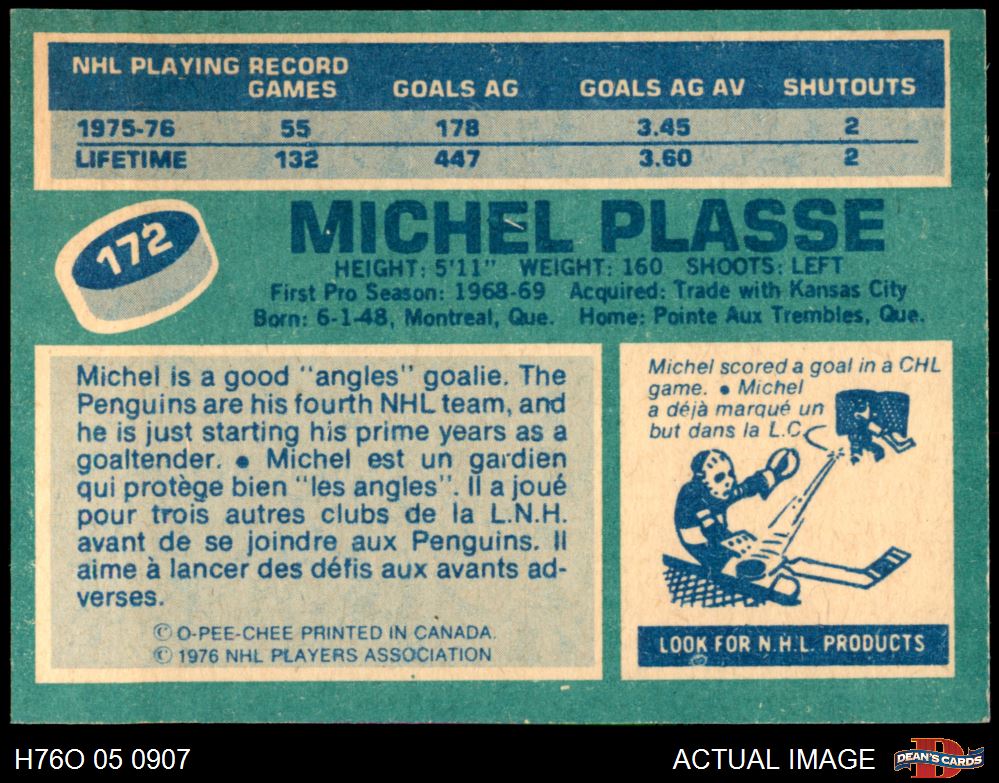 NHL PLAYING RECORD
GAMES GOALS AG GOALS AG AV SHUTOUTS
1975-76 55 178 3.45 2
LIFETIME 132 447 3.60 2
172
MICHEL PLASSE
HEIGHT: 5'11" WEIGHT: 160 SHOOTS: LEFT
First Pro Season: 1968-69 Acquired: Trade with Kansas City
Born: 6-1-48, Montreal, Que. Home: Pointe Aux Trembles, Que.
Michel is a good "angles" goalie. The
Penguins are his fourth NHL team, and
he is just starting his prime years as a
goaltender. • Michel est un gardien
qui protège bien "les angles". Il a joué
pour trois autres clubs de la L.N.H.
avant de se joindre aux Penguins. Il
aime à lancer des défis aux avants ad-
verses.
© O-PEE-CHEE PRINTED IN CANADA.
© 1976 NHL PLAYERS ASSOCIATION
Michel scored a goal in a CHL
game. • Michel
a déjà marqué un
but dans la L.C.
LOOK FOR N.H.L. PRODUCTS
H76O 05 0907
ACTUAL IMAGE
D
DEAN'S CARDS